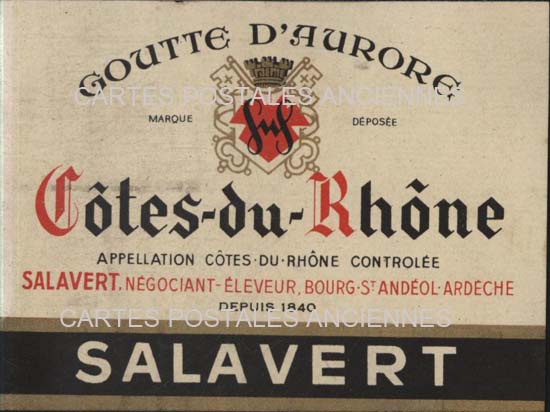 GOUTTE D'AURORE
CARTES POSTALES ANCIENNES
MARQUE DÉPOSÉE
Côtes-du-Rhône
APPELLATION CÔTES·DU·RHÔNE CONTROLÉE
SALAVERT, NÉGOCIANT-ÉLEVEUR, BOURG-ST ANDÉOL-ARDÈCHE
DEPUIS 1840
CARTES POSTALES ANCIENNES
SALAVERT